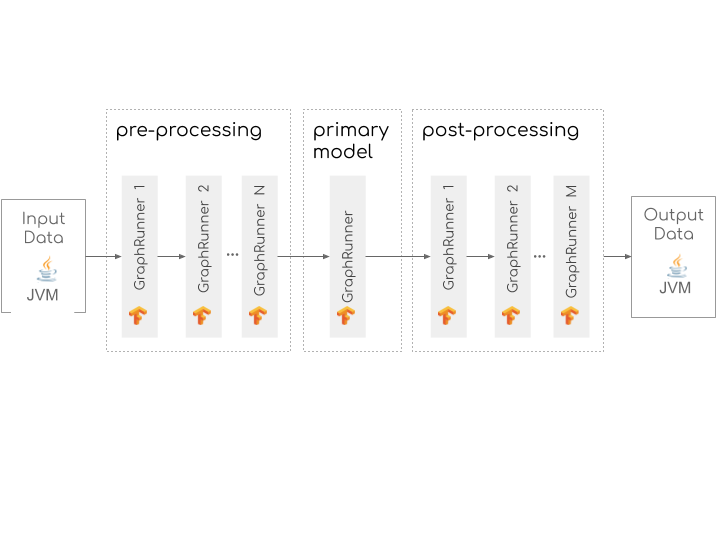 pre-processing
primary
model
post-processing
Input
Data
JVM
GraphRunner 1
GraphRunner 2
...
GraphRunner N
GraphRunner
GraphRunner 1
GraphRunner 2
...
GraphRunner M
Output
Data
JVM